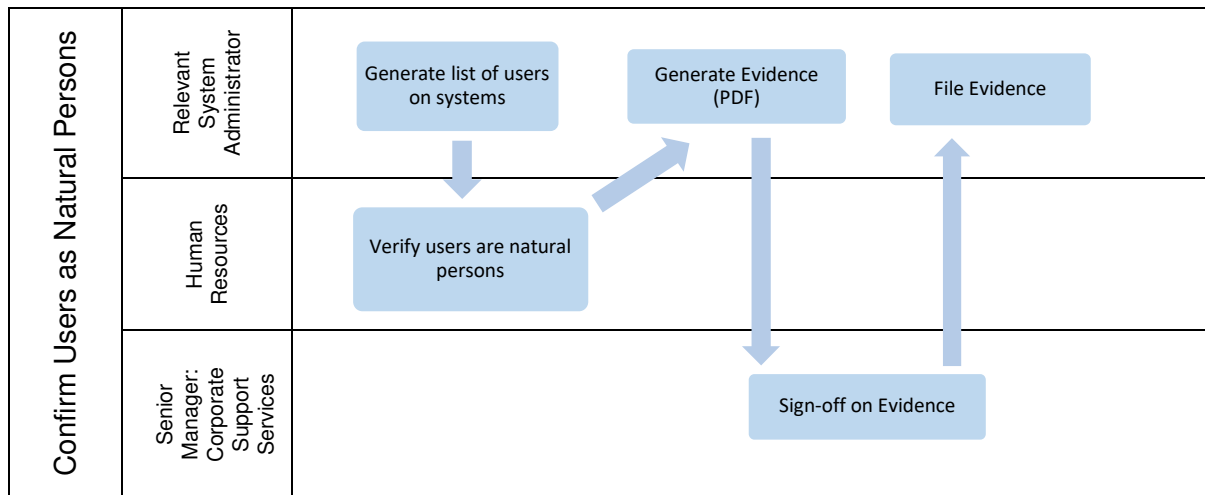 Confirm Users as Natural Persons
Relevant
System
Administrator
Generate list of users
on systems
Generate Evidence
(PDF)
File Evidence
Human
Resources
Verify users are natural
persons
Senior
Manager:
Corporate
Support
Services
Sign-off on Evidence